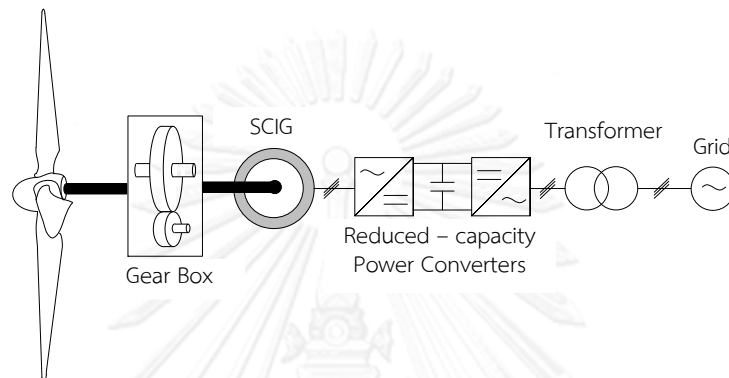 SCIG
Transformer
Grid
Reduced – capacity
Power Converters
Gear Box